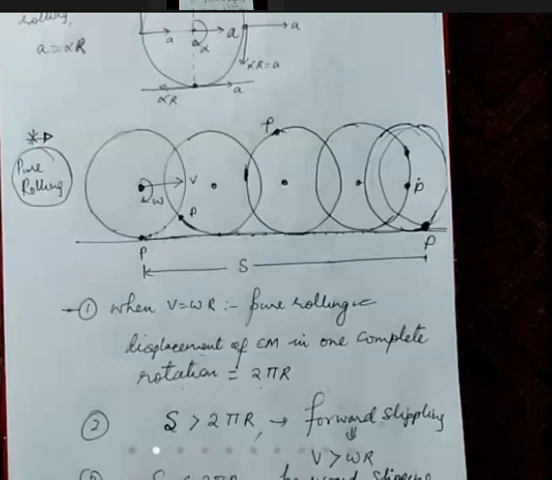 rolling,
a = αR
a
α
a
a
αR = a
αR
a
Pure
Rolling
P
V
ω
P
P
P
P
S
① when V = ωR :- pure rolling
displacement of CM in one complete
rotation = 2πR
② S > 2πR, → forward slippling
V > ωR